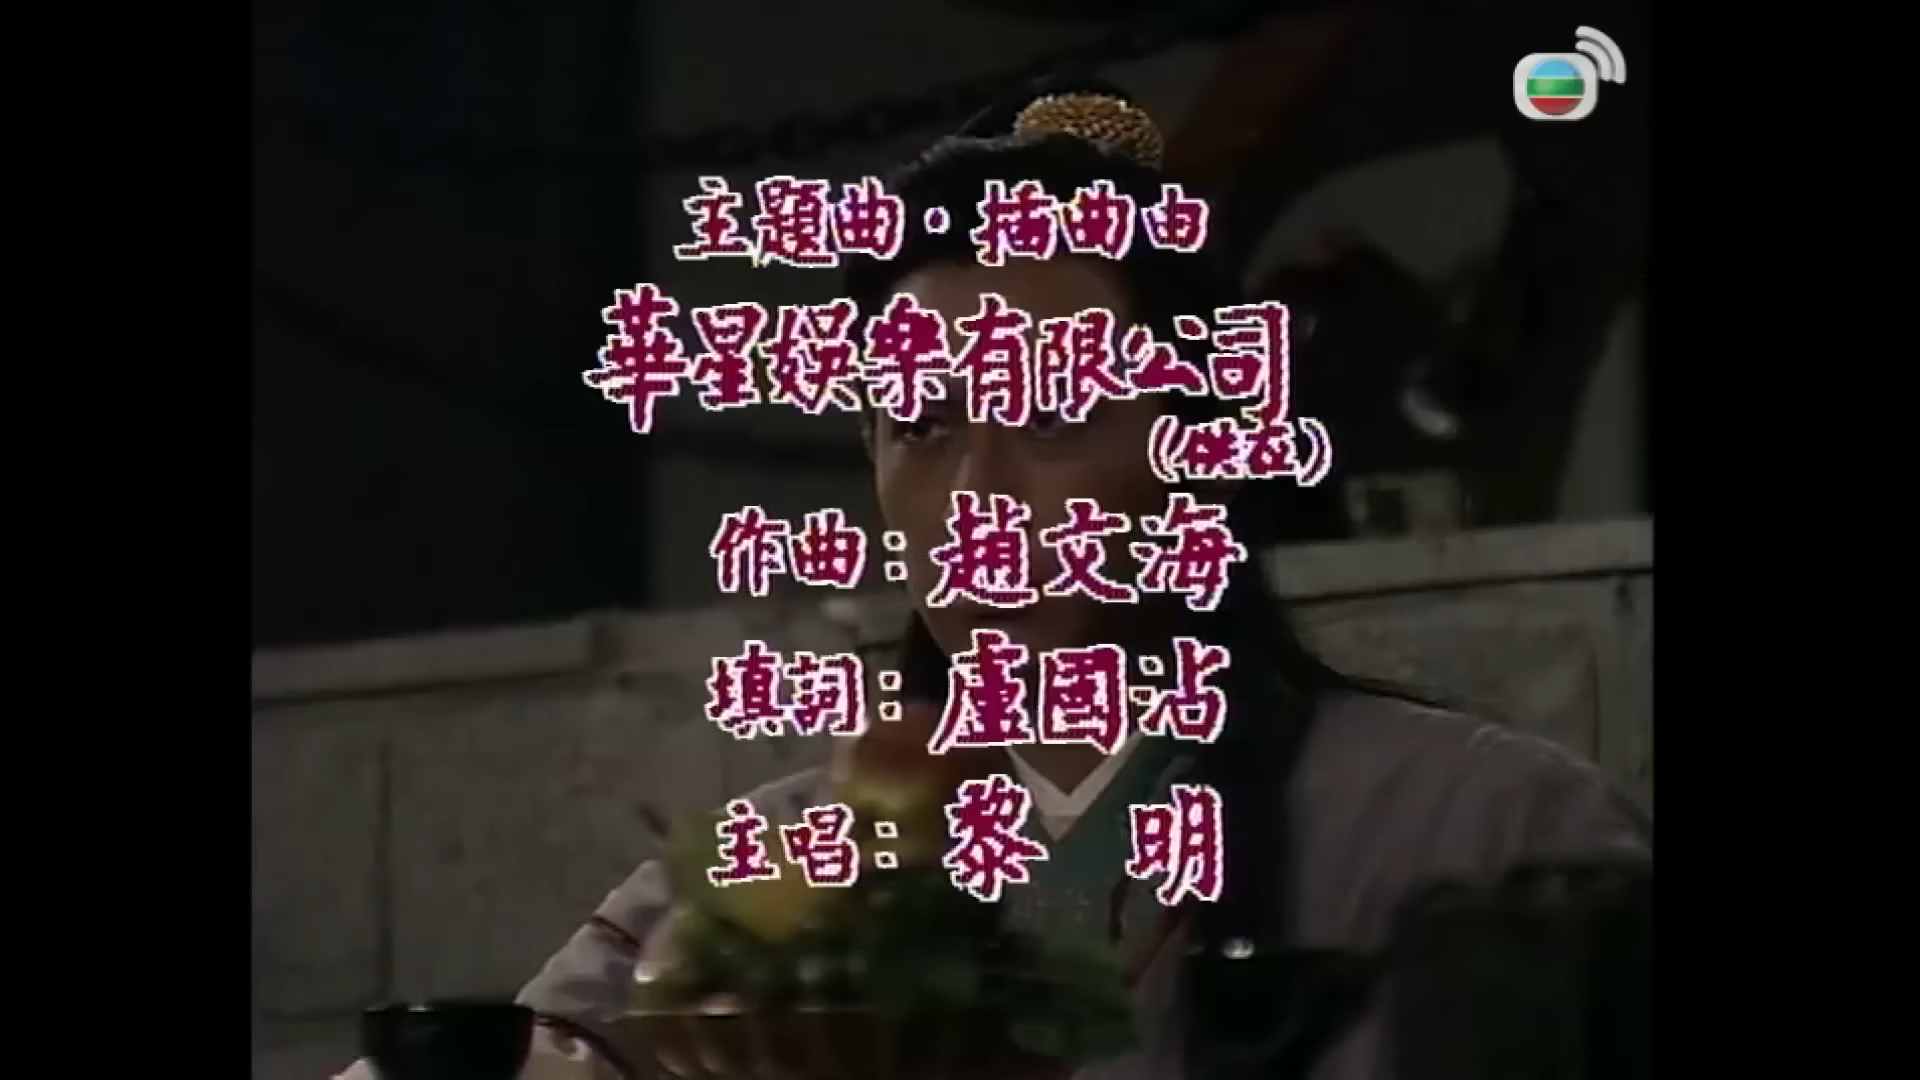 主題曲·插曲由
華星娛樂有限公司
(供应)
作曲:趙文海
填詞:盧國沾
主唱:黎明